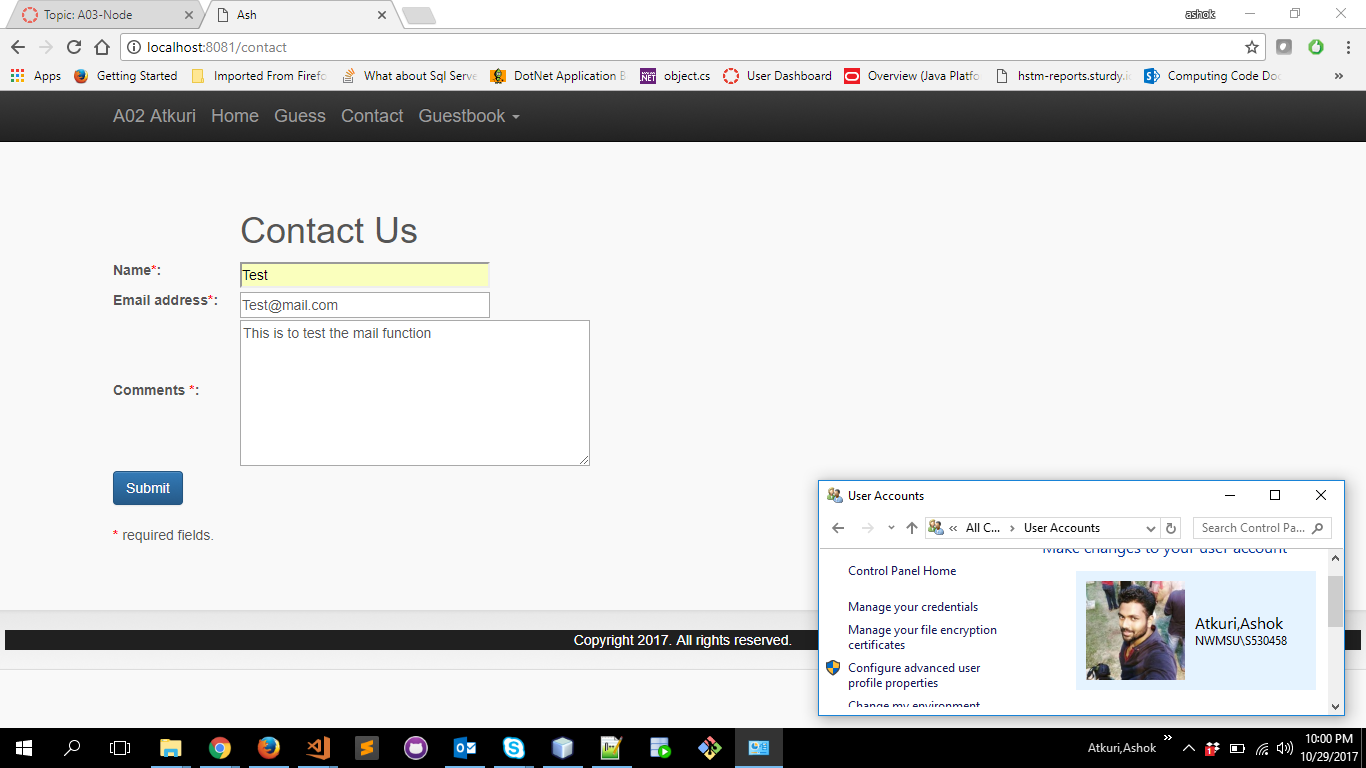 Topic: A03-Node
Ash
ashok
localhost:8081/contact
Apps
Getting Started
Imported From Firefo
What about Sql Serve
DotNet Application B
object.cs
User Dashboard
Overview (Java Platfo
hstm-reports.sturdy.i
Computing Code Do
»
A02 Atkuri
Home
Guess
Contact
Guestbook
Contact Us
Name*:
Test
Email address*:
Test@mail.com
Comments *:
This is to test the mail function
Submit
* required fields.
Copyright 2017. All rights reserved.
User Accounts
« All C... > User Accounts
Search Control Pa...
Make changes to your user account
Control Panel Home
Manage your credentials
Manage your file encryption
certificates
Configure advanced user
profile properties
Change my environment
Atkuri,Ashok
NWMSU\S530458
Atkuri,Ashok
»
10:00 PM
10/29/2017